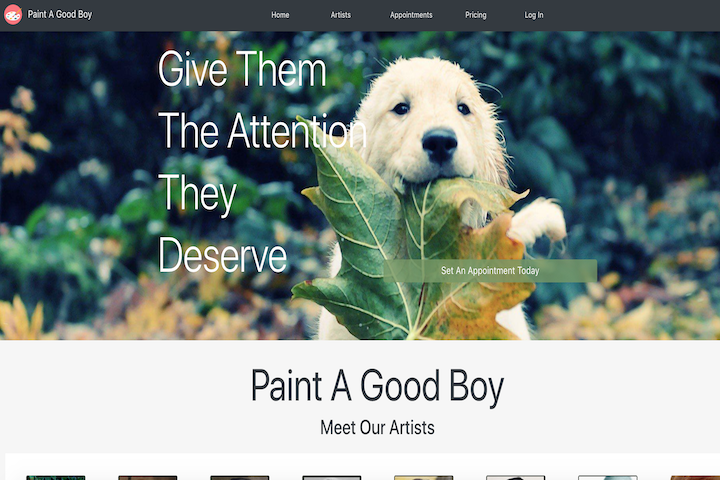 Paint A Good Boy
Home Artists Appointments Pricing Log In
Give Them
The Attention
They
Deserve
Set An Appointment Today
Paint A Good Boy
Meet Our Artists